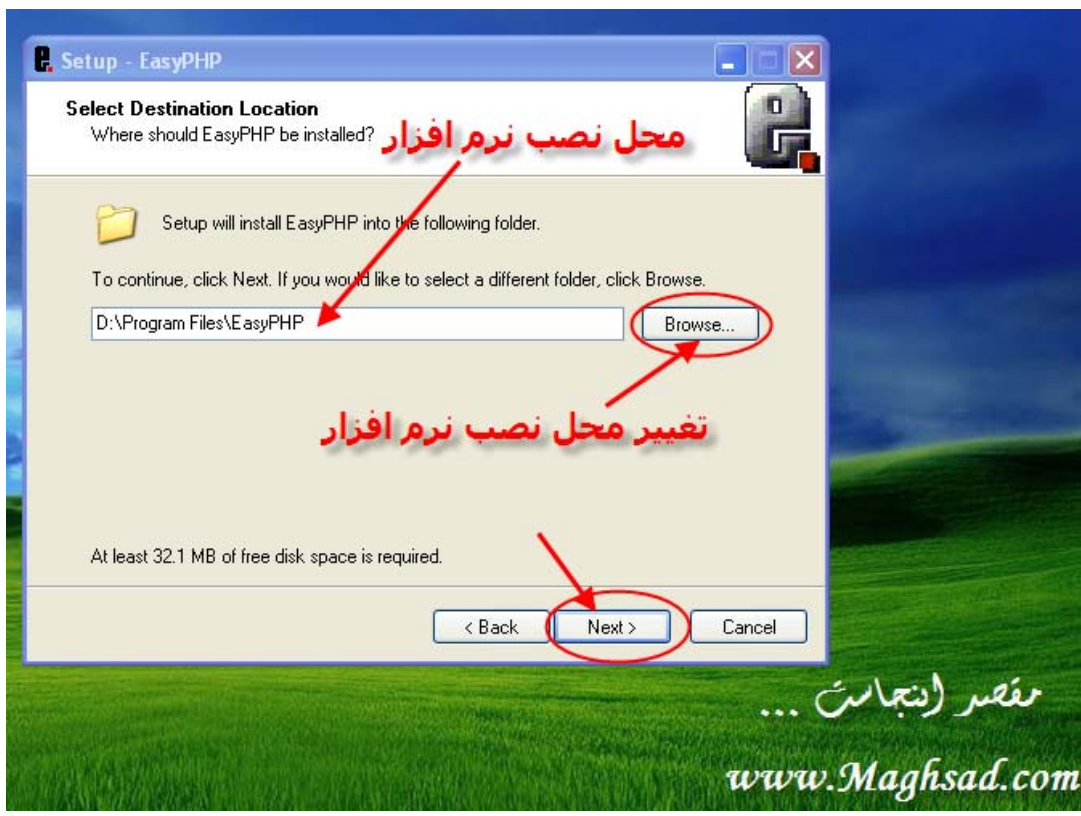 Setup - EasyPHP
Select Destination Location
Where should EasyPHP be installed?
محل نصب نرم افزار
Setup will install EasyPHP into the following folder.
To continue, click Next. If you would like to select a different folder, click Browse.
D:\Program Files\EasyPHP
Browse...
تغییر محل نصب نرم افزار
At least 32.1 MB of free disk space is required.
< Back Next > Cancel
مقصد اینجاست ...
www.Maghsad.com